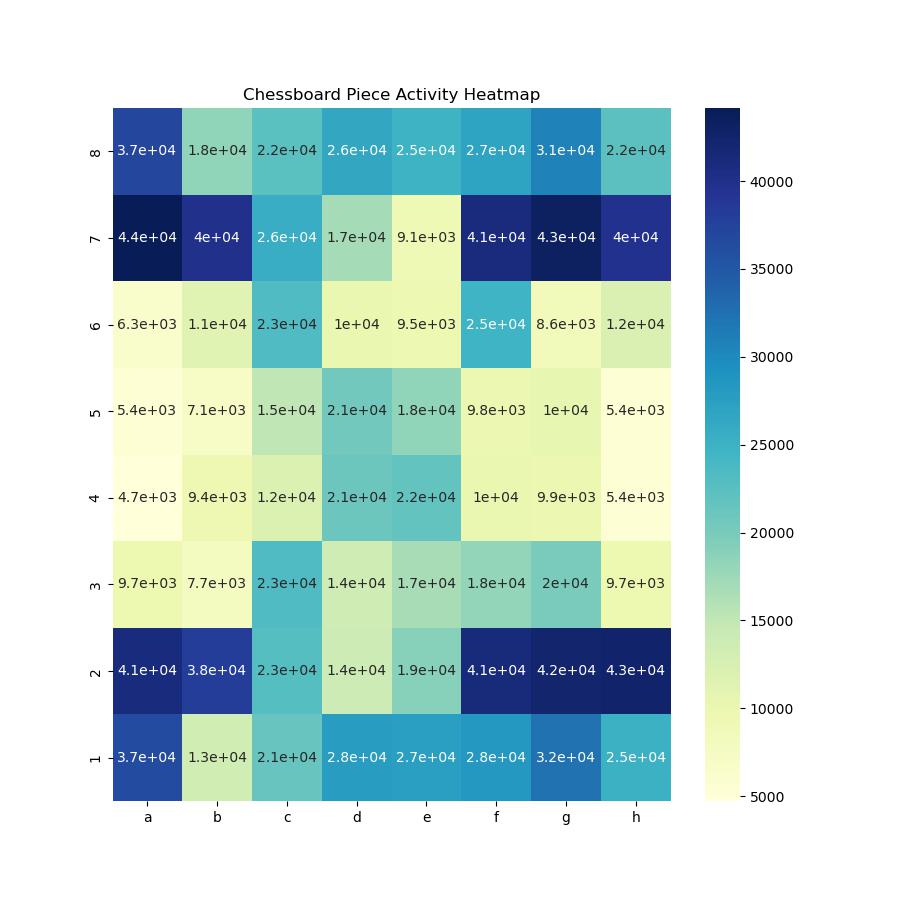 Chessboard Piece Activity Heatmap
8 3.7e+04 1.8e+04 2.2e+04 2.6e+04 2.5e+04 2.7e+04 3.1e+04 2.2e+04
40000
7 4.4e+04 4e+04 2.6e+04 1.7e+04 9.1e+03 4.1e+04 4.3e+04 4e+04
35000
6 6.3e+03 1.1e+04 2.3e+04 1e+04 9.5e+03 2.5e+04 8.6e+03 1.2e+04
30000
5 5.4e+03 7.1e+03 1.5e+04 2.1e+04 1.8e+04 9.8e+03 1e+04 5.4e+03
25000
4 4.7e+03 9.4e+03 1.2e+04 2.1e+04 2.2e+04 1e+04 9.9e+03 5.4e+03
20000
3 9.7e+03 7.7e+03 2.3e+04 1.4e+04 1.7e+04 1.8e+04 2e+04 9.7e+03
15000
2 4.1e+04 3.8e+04 2.3e+04 1.4e+04 1.9e+04 4.1e+04 4.2e+04 4.3e+04
10000
1 3.7e+04 1.3e+04 2.1e+04 2.8e+04 2.7e+04 2.8e+04 3.2e+04 2.5e+04
5000
a b c d e f g h